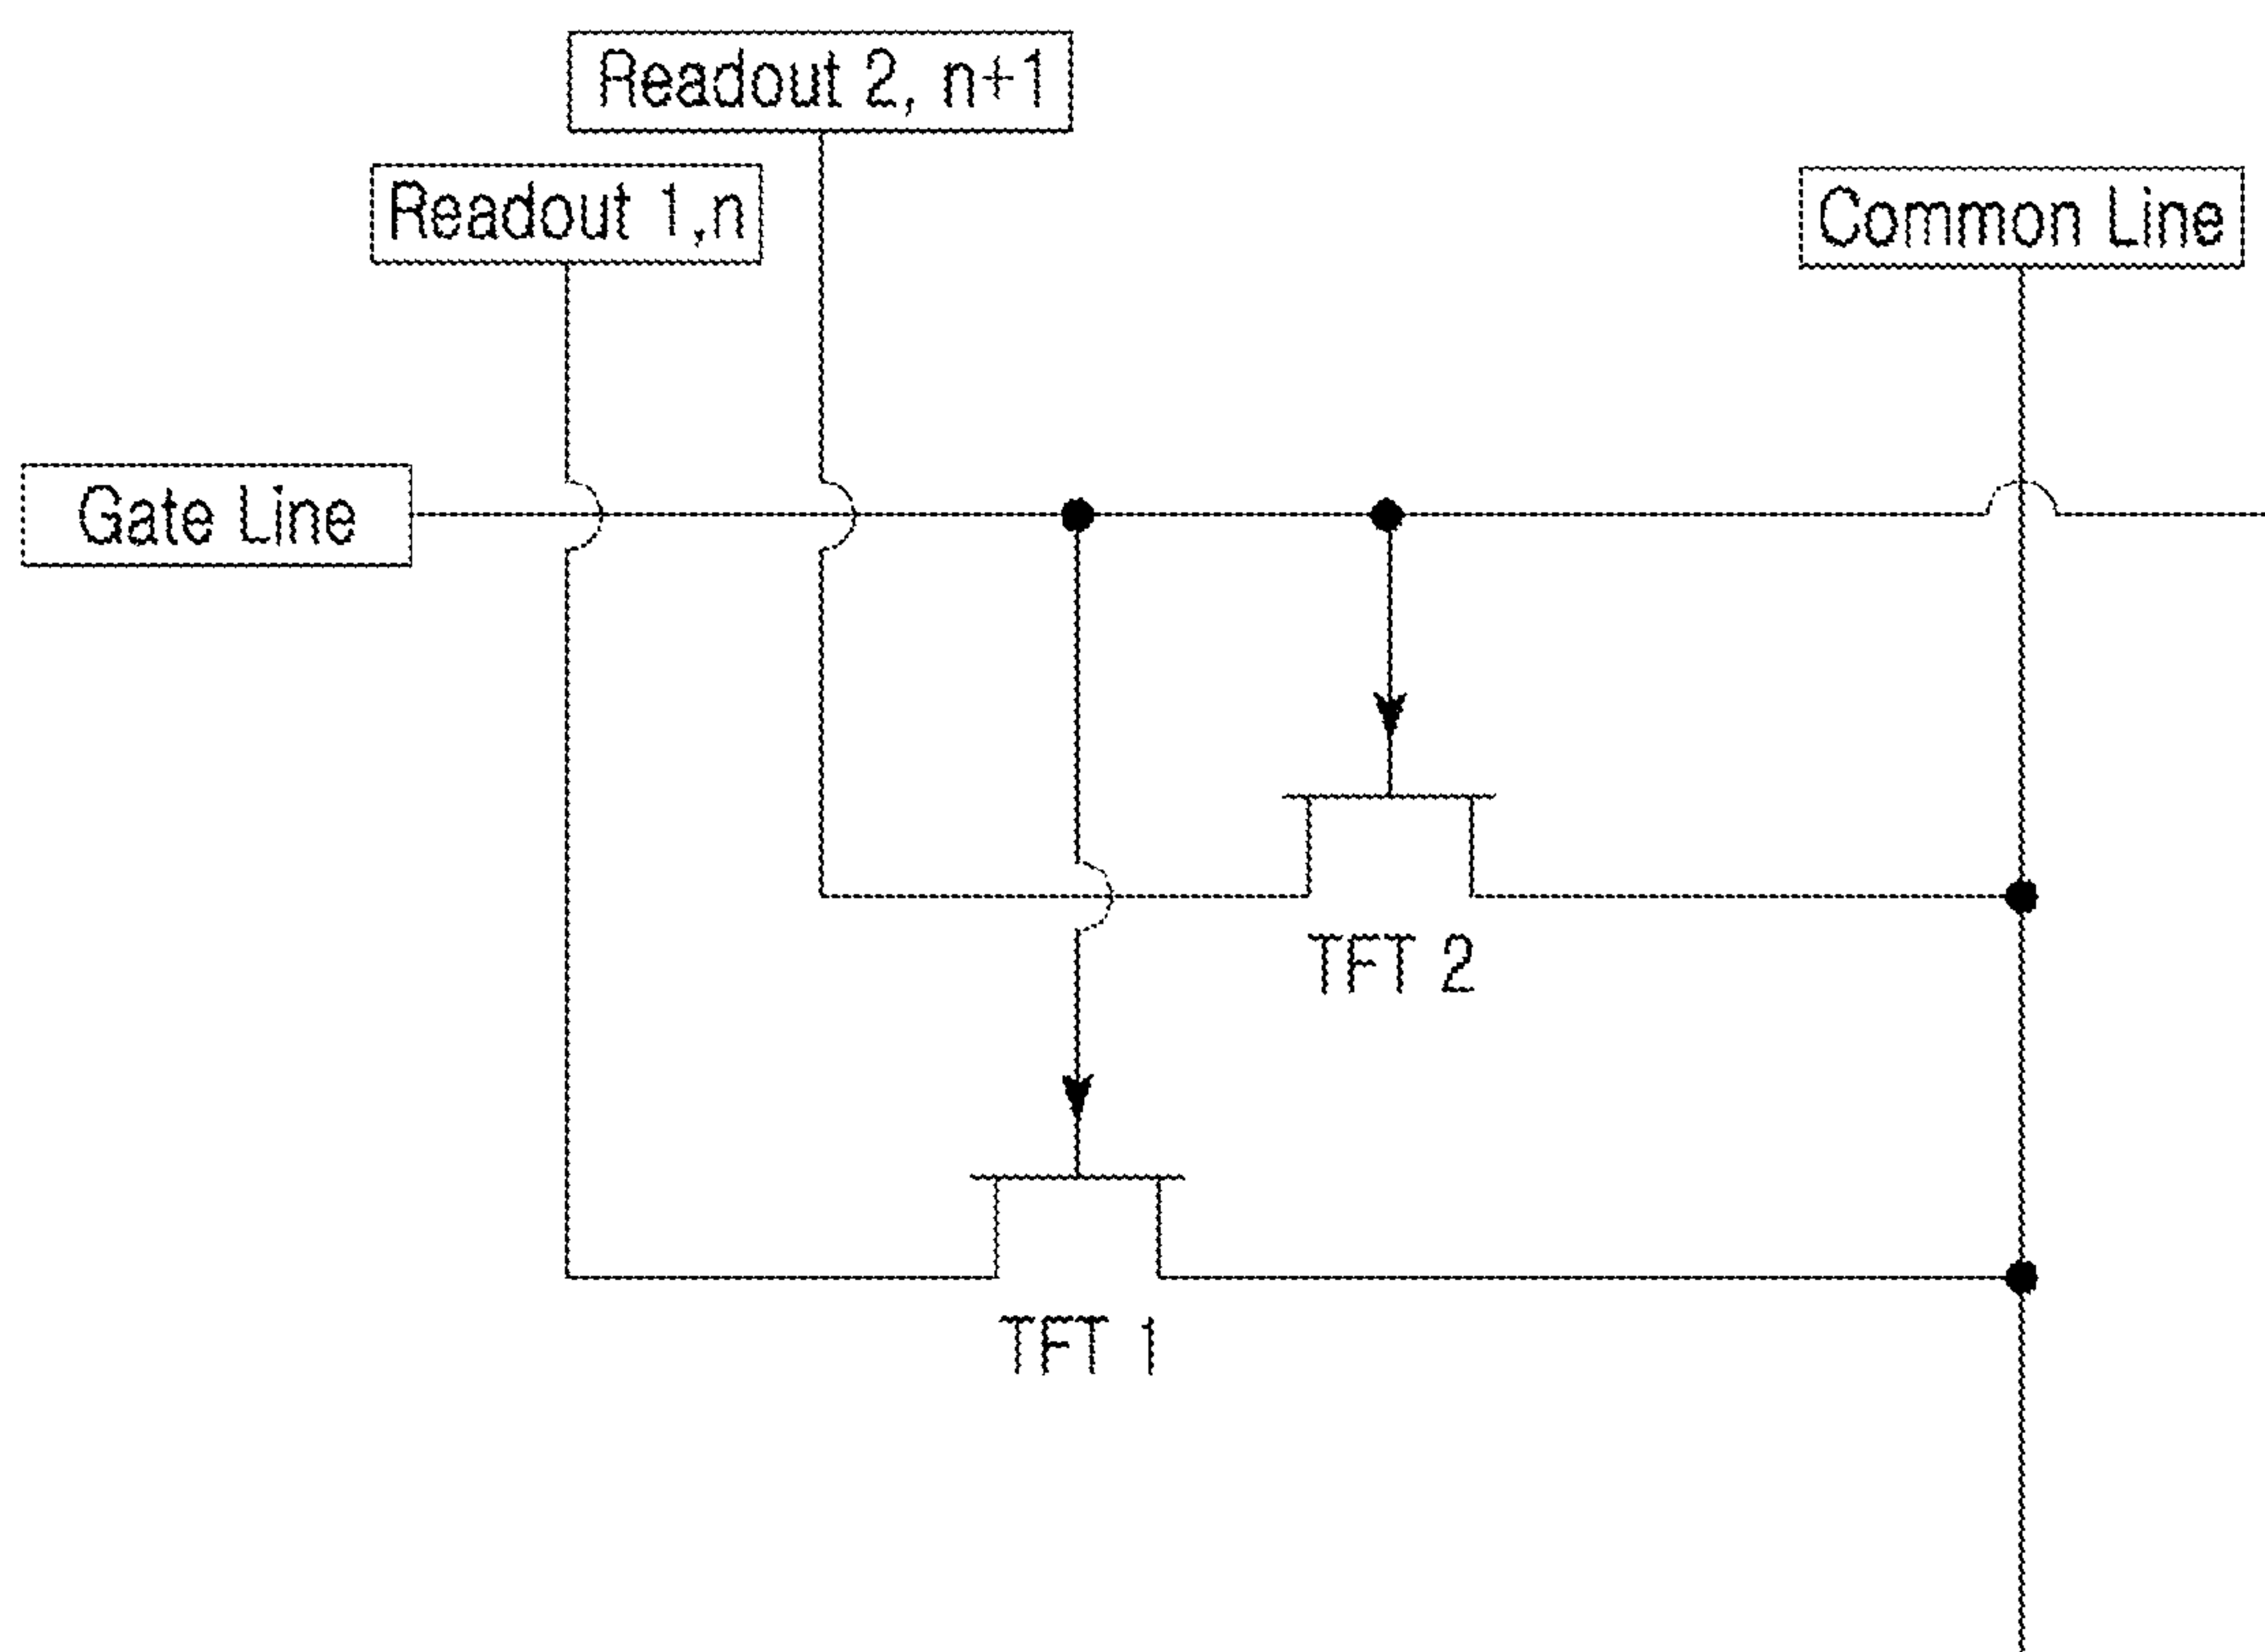 Readout 2, n+1
Readout 1,n
Common Line
Gate Line
TFT 2
TFT 1